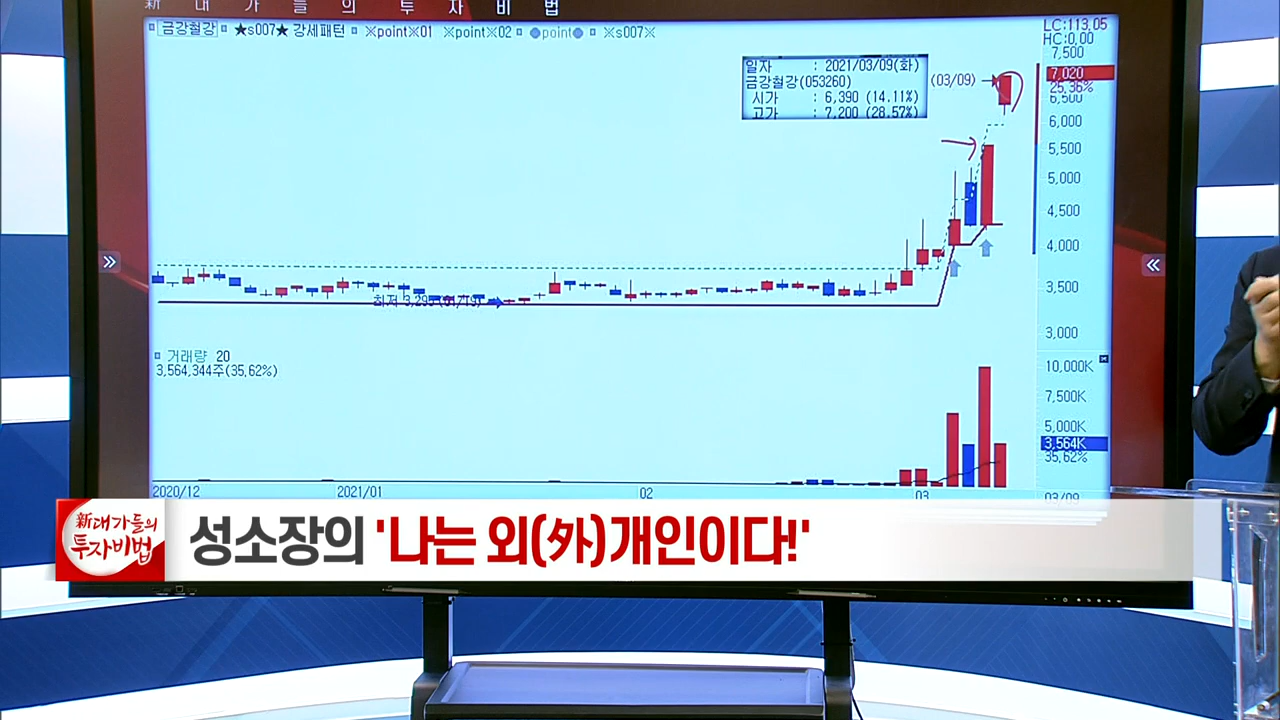 新 대 가 들 의 투 자 비 법
금강철강 ★s007★ 강세패턴 ※point※01 ※point※02 ●point● ※s007※
LC:113.05
HC:0.00
일자 : 2021/03/09(화)
금강철강(053260)
시가 : 6,390 (14.11%)
고가 : 7,200 (28.57%)
(03/09)
7,500
7,020
25.36%
6,500
6,000
5,500
5,000
4,500
4,000
3,500
3,000
최저 3,295 (01/19)
거래량 20
3,564,344주(35.62%)
10,000K
7,500K
5,000K
3,564K
35.62%
2020/12 2021/01 02 03 03/09
新대가들의
투자비법
성소장의 '나는 외(外)개인이다!'